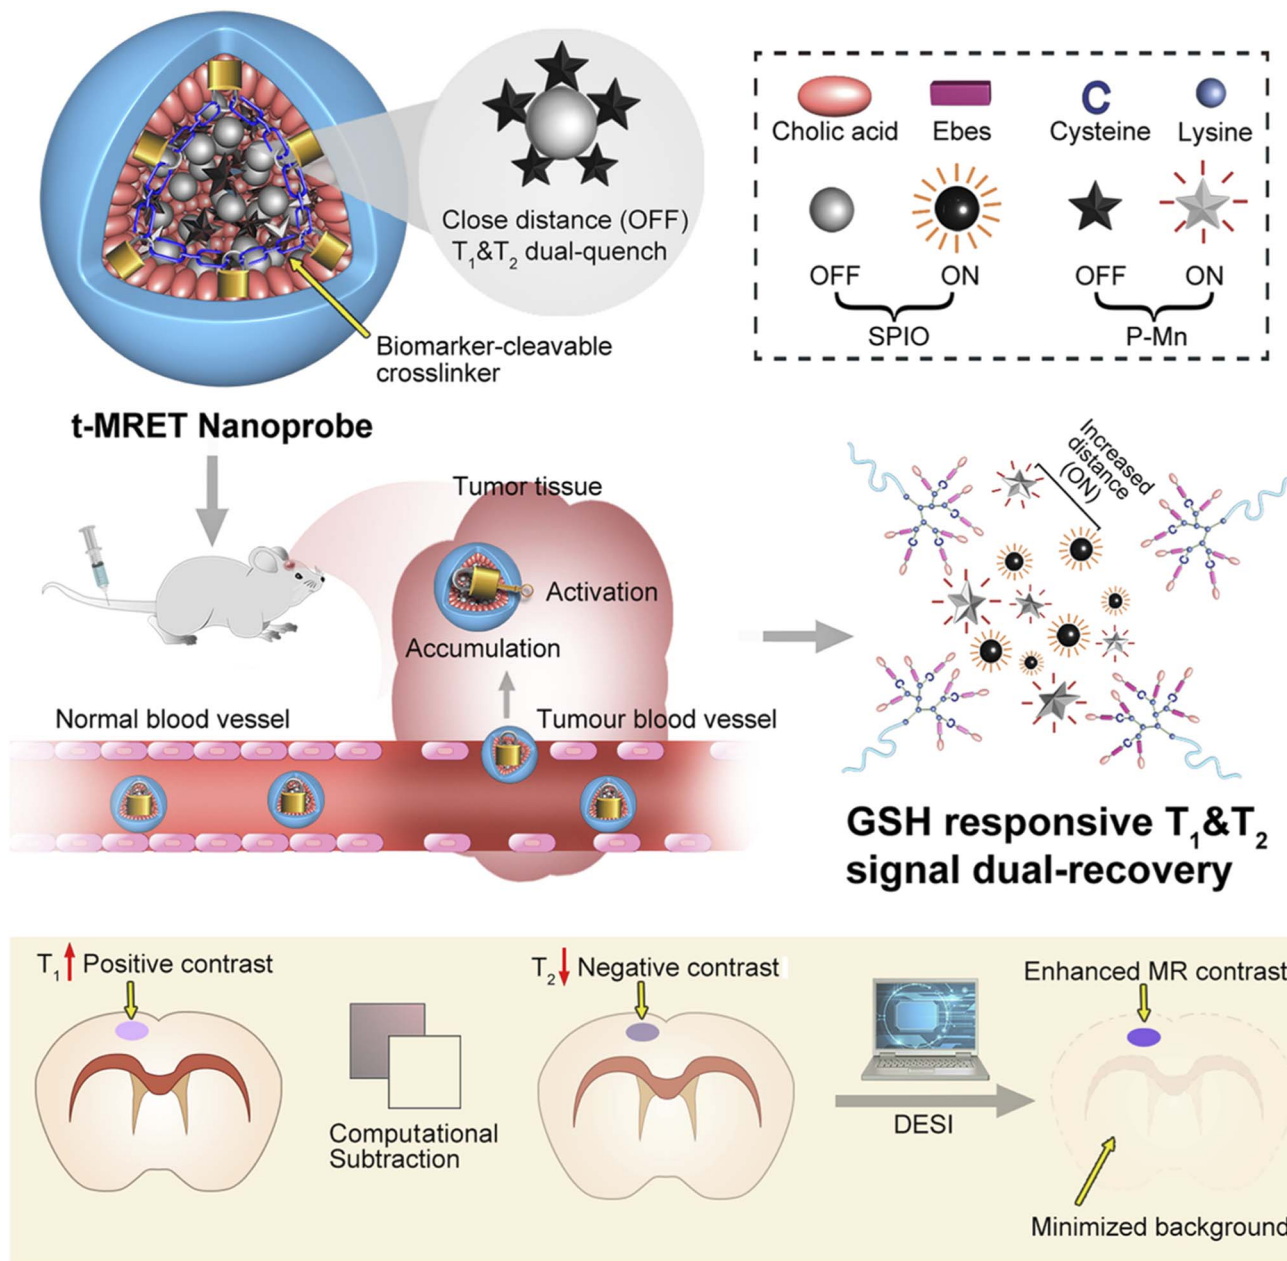 Close distance (OFF)
T1&T2 dual-quench
Biomarker-cleavable
crosslinker
t-MRET Nanoprobe
Cholic acid
Ebes
C
Cysteine
Lysine
OFF
ON
OFF
ON
SPIO
P-Mn
Tumor tissue
Activation
Accumulation
Normal blood vessel
Tumour blood vessel
Increased
distance
(ON)
GSH responsive T1&T2
signal dual-recovery
T1 Positive contrast
T2 Negative contrast
Computational
Subtraction
DESI
Enhanced MR contrast
Minimized background